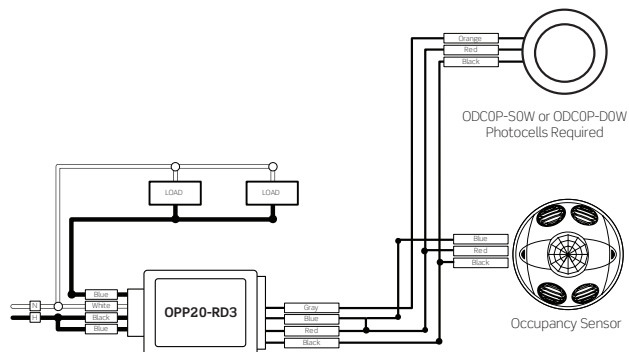 Orange
Red
Black
ODC0P-S0W or ODC0P-D0W
Photocells Required
LOAD
LOAD
Blue
Red
Black
Occupancy Sensor
N
H
Blue
White
Black
Blue
OPP20-RD3
Gray
Blue
Red
Black